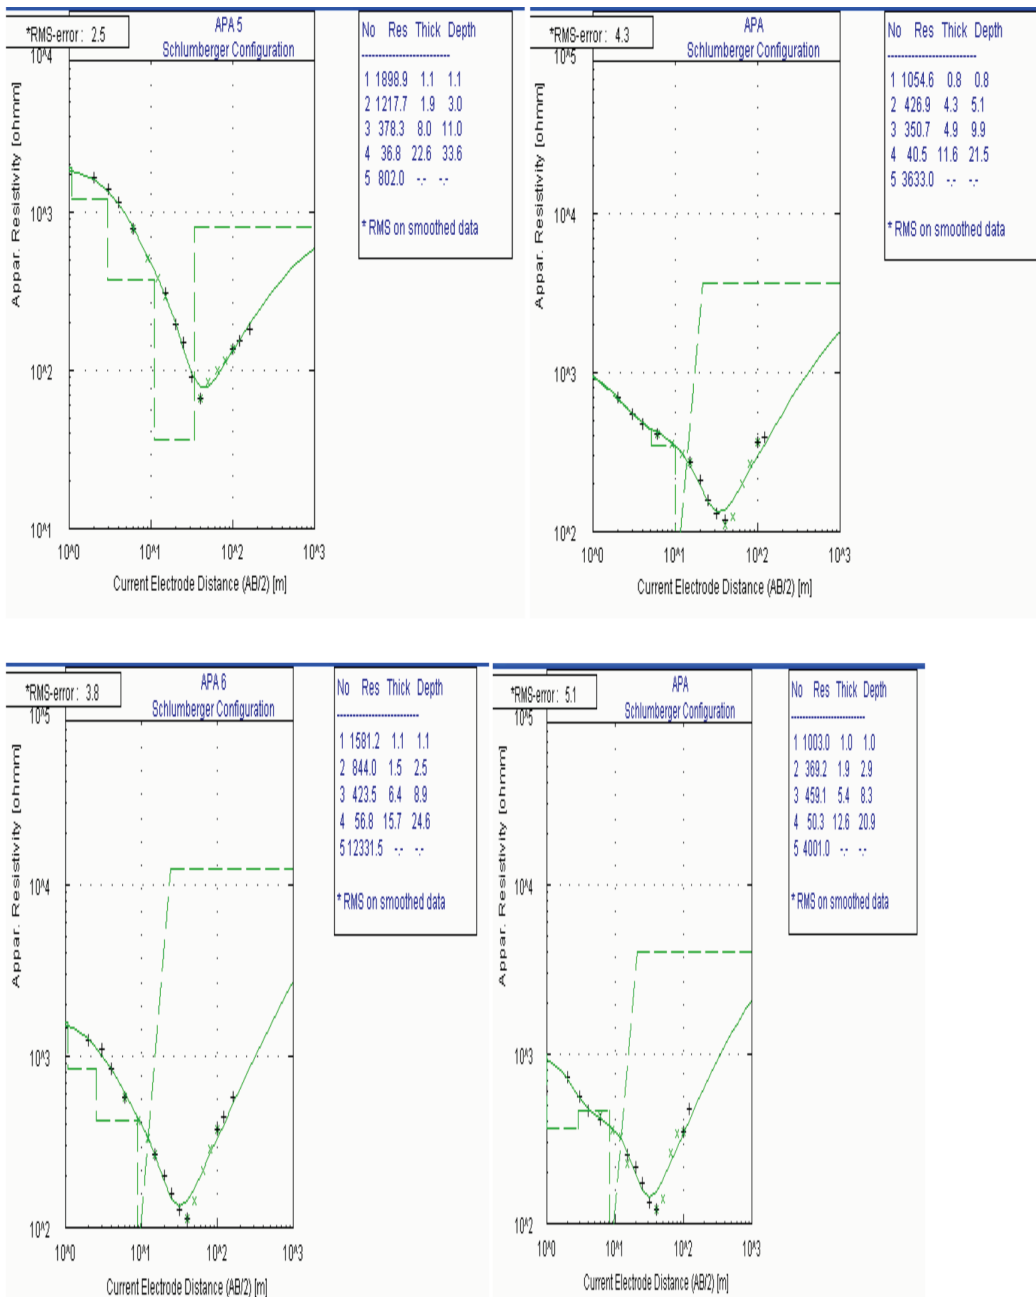 *RMS-error: 2.5
APA 5
Schlumberger Configuration
No Res Thick Depth
1 1898.9 1.1 1.1
2 1217.7 1.9 3.0
3 378.3 8.0 11.0
4 36.8 22.6 33.6
5 802.0 -.- -.-
* RMS on smoothed data
Appar. Resistivity [ohmm]
10^4
10^3
10^2
10^1
10^0 10^1 10^2 10^3
Current Electrode Distance (AB/2) [m]
*RMS-error: 4.3
APA
Schlumberger Configuration
No Res Thick Depth
1 1054.6 0.8 0.8
2 426.9 4.3 5.1
3 350.7 4.9 9.9
4 40.5 11.6 21.5
5 3633.0 -.- -.-
* RMS on smoothed data
Appar. Resistivity [ohmm]
10^5
10^4
10^3
10^2
10^0 10^1 10^2 10^3
Current Electrode Distance (AB/2) [m]
*RMS-error: 3.8
APA 6
Schlumberger Configuration
No Res Thick Depth
1 1581.2 1.1 1.1
2 844.0 1.5 2.5
3 423.5 6.4 8.9
4 56.8 15.7 24.6
5 12331.5 -.- -.-
* RMS on smoothed data
Appar. Resistivity [ohmm]
10^5
10^4
10^3
10^2
10^0 10^1 10^2 10^3
Current Electrode Distance (AB/2) [m]
*RMS-error: 5.1
APA
Schlumberger Configuration
No Res Thick Depth
1 1003.0 1.0 1.0
2 369.2 1.9 2.9
3 459.1 5.4 8.3
4 50.3 12.6 20.9
5 4001.0 -.- -.-
* RMS on smoothed data
Appar. Resistivity [ohmm]
10^5
10^4
10^3
10^2
10^0 10^1 10^2 10^3
Current Electrode Distance (AB/2) [m]